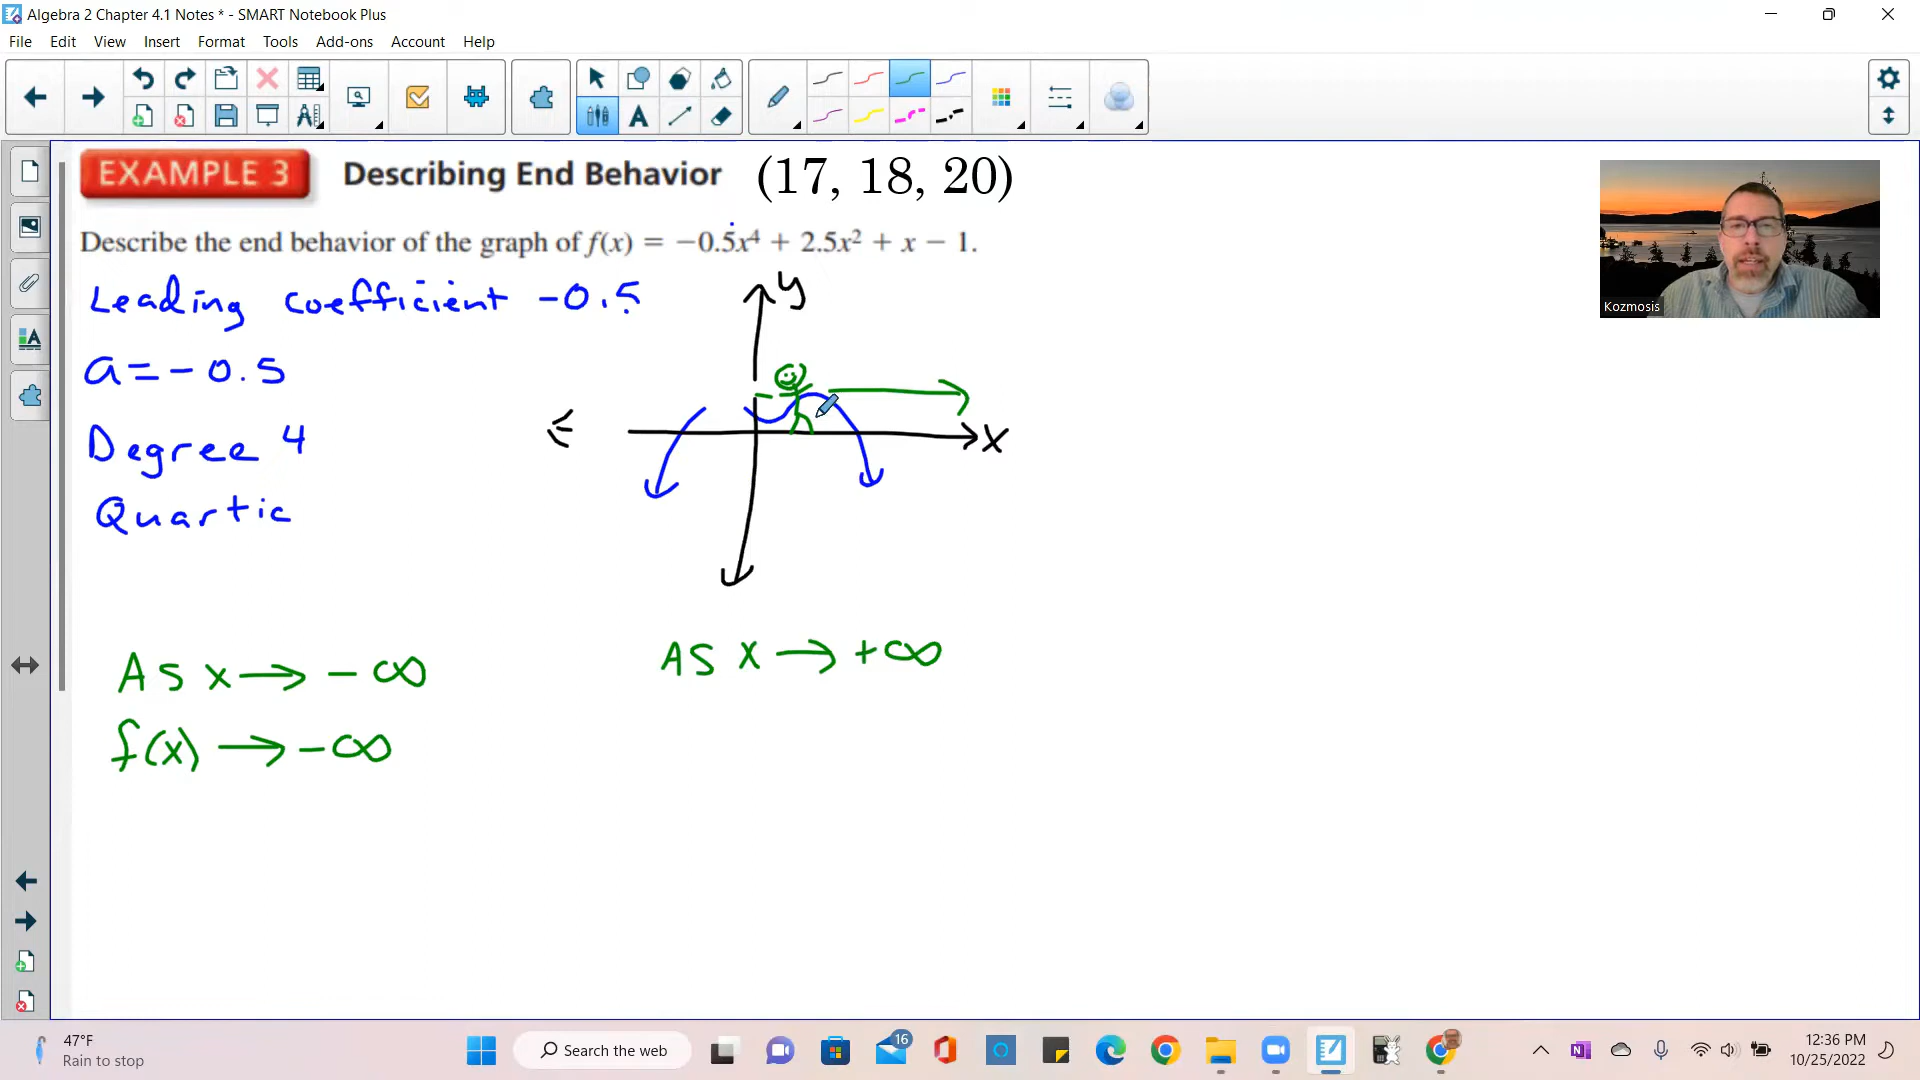 Algebra 2 Chapter 4.1 Notes * - SMART Notebook Plus
File Edit View Insert Format Tools Add-ons Account Help
EXAMPLE 3 Describing End Behavior (17, 18, 20)
Describe the end behavior of the graph of f(x) = −0.5x⁴ + 2.5x² + x − 1.
Leading coefficient -0.5
y
a = - 0.5
Degree 4
x
Quartic
As x → - ∞
As x → +∞
f(x) → - ∞
Kozmosis
47°F
Rain to stop
Search the web
16
12:36 PM
10/25/2022